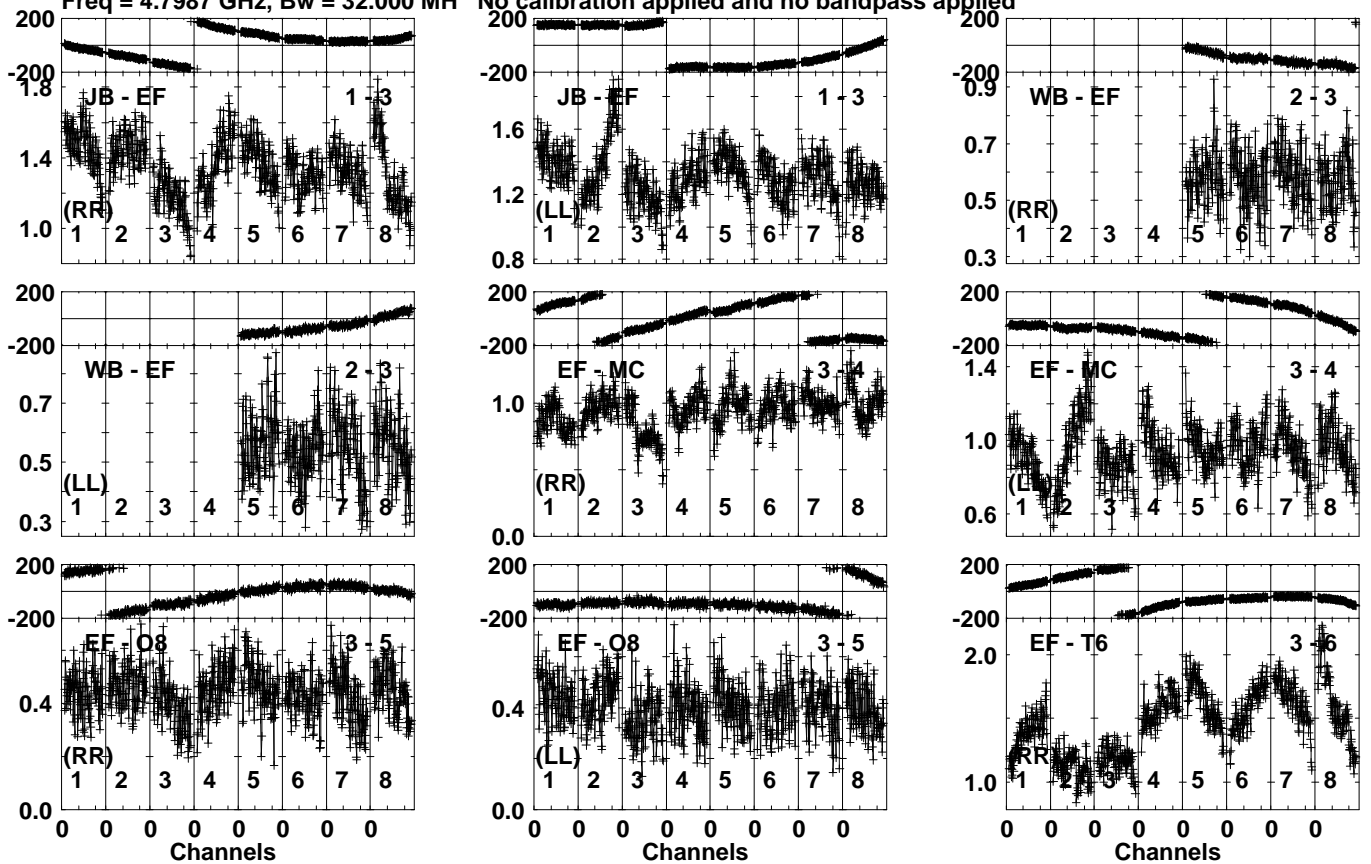 Freq = 4.7987 GHz, Bw = 32.000 MH No calibration applied and no bandpass applied
200
-200
1.8
1.4
1.0
JB - EF
1 - 3
(RR)
1 2 3 4 5 6 7 8
200
-200
1.6
1.2
0.8
JB - EF
1 - 3
(LL)
1 2 3 4 5 6 7 8
200
-200
0.9
0.7
0.5
0.3
WB - EF
2 - 3
(RR)
1 2 3 4 5 6 7 8
200
-200
0.7
0.5
0.3
WB - EF
2 - 3
(LL)
1 2 3 4 5 6 7 8
200
-200
1.0
0.0
EF - MC
3 - 4
(RR)
1 2 3 4 5 6 7 8
200
-200
1.4
1.0
0.6
EF - MC
3 - 4
(LL)
1 2 3 4 5 6 7 8
200
-200
0.4
0.0
EF - O8
3 - 5
(RR)
1 2 3 4 5 6 7 8
0 0 0 0 0 0 0 0
Channels
200
-200
0.4
0.0
EF - O8
3 - 5
(LL)
1 2 3 4 5 6 7 8
0 0 0 0 0 0 0 0
Channels
200
-200
2.0
1.0
EF - T6
3 - 6
(RR)
1 2 3 4 5 6 7 8
0 0 0 0 0 0 0 0
Channels